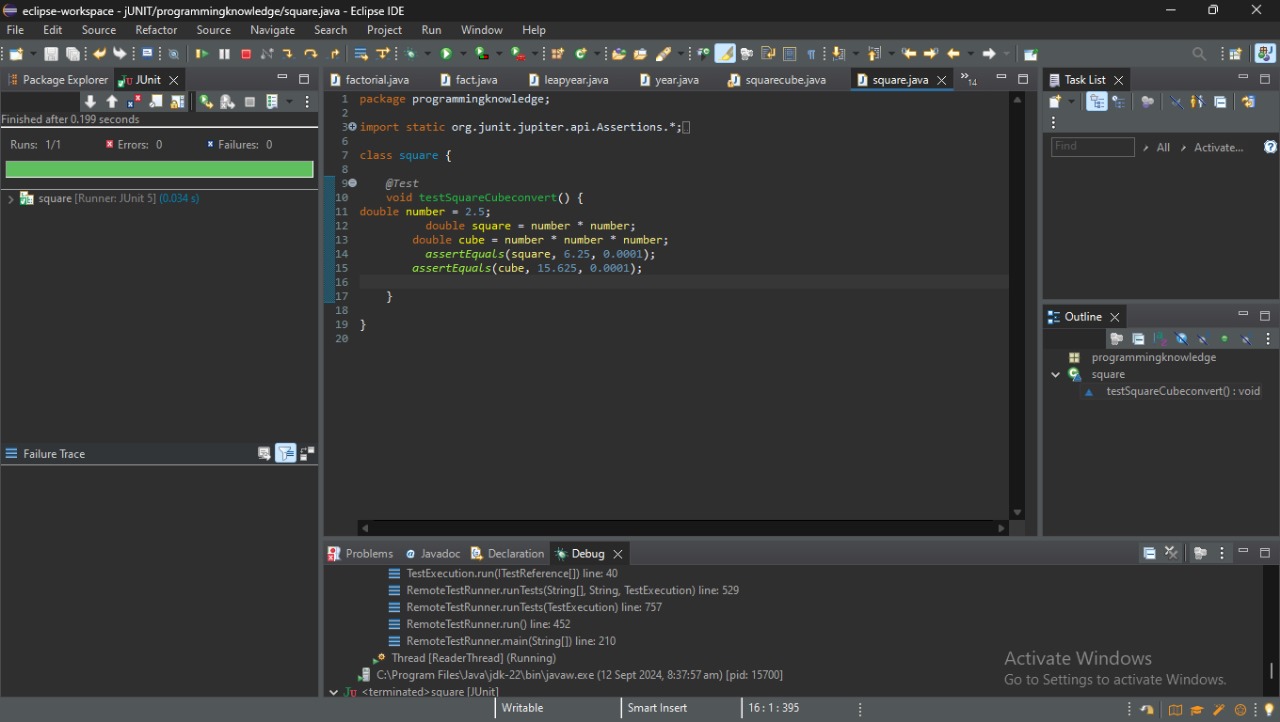 eclipse-workspace - jUNIT/programmingknowledge/square.java - Eclipse IDE
File Edit Source Refactor Source Navigate Search Project Run Window Help
Package Explorer JUnit
Finished after 0.199 seconds
Runs: 1/1 Errors: 0 Failures: 0
square [Runner: JUnit 5] (0.034 s)
Failure Trace
factorial.java fact.java leapyear.java year.java squarecube.java square.java »14
1 package programmingknowledge;
2
3 import static org.junit.jupiter.api.Assertions.*;
6
7 class square {
8
9 @Test
10 void testSquareCubeconvert() {
11 double number = 2.5;
12 double square = number * number;
13 double cube = number * number * number;
14 assertEquals(square, 6.25, 0.0001);
15 assertEquals(cube, 15.625, 0.0001);
16
17 }
18
19 }
20
Task List
Find All Activate...
Outline
programmingknowledge
square
testSquareCubeconvert() : void
Problems Javadoc Declaration Debug
TestExecution.run(ITestReference[]) line: 40
RemoteTestRunner.runTests(String[], String, TestExecution) line: 529
RemoteTestRunner.runTests(TestExecution) line: 757
RemoteTestRunner.run() line: 452
RemoteTestRunner.main(String[]) line: 210
Thread [ReaderThread] (Running)
C:\Program Files\Java\jdk-22\bin\javaw.exe (12 Sept 2024, 8:37:57 am) [pid: 15700]
<terminated>square [JUnit]
Activate Windows
Go to Settings to activate Windows.
Writable Smart Insert 16 : 1 : 395